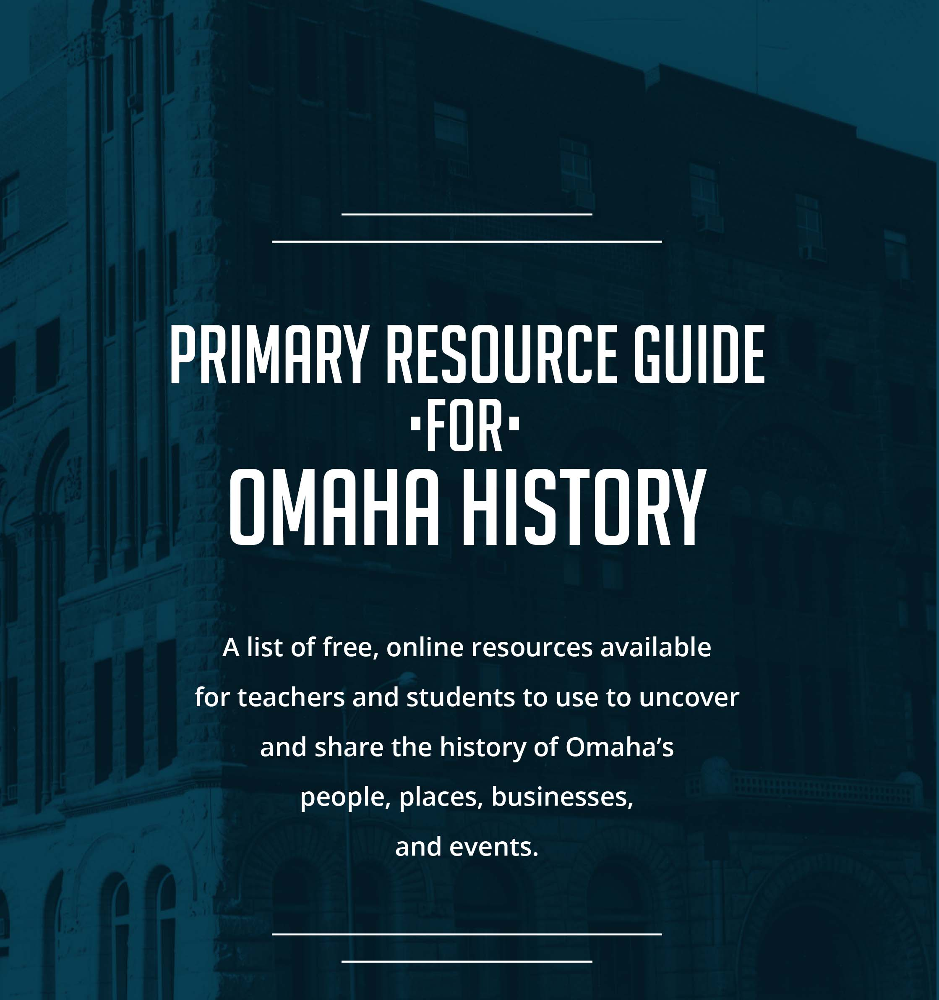 PRIMARY RESOURCE GUIDE
·FOR·
OMAHA HISTORY
A list of free, online resources available
for teachers and students to use to uncover
and share the history of Omaha’s
people, places, businesses,
and events.